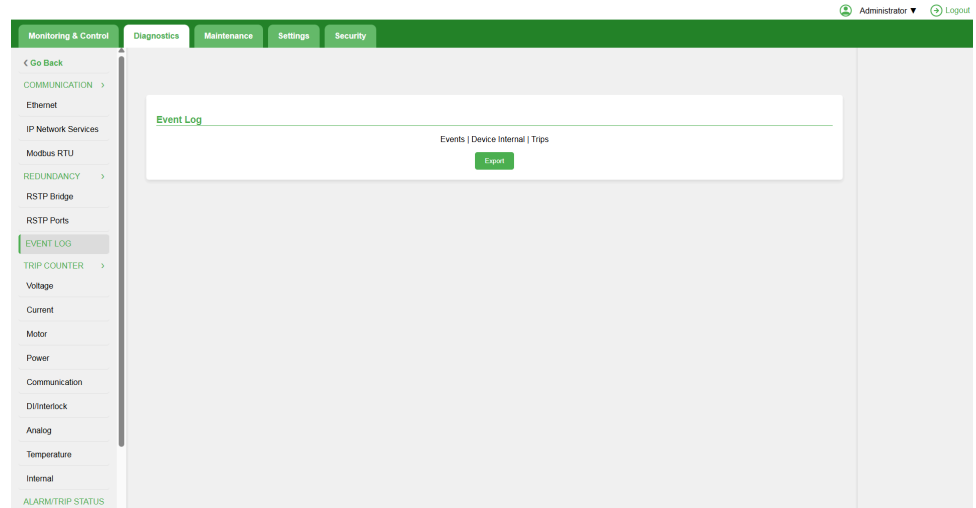 Administrator ▼ Logout
Monitoring & Control Diagnostics Maintenance Settings Security
Go Back
COMMUNICATION
Ethernet
IP Network Services
Modbus RTU
REDUNDANCY
RSTP Bridge
RSTP Ports
EVENT LOG
TRIP COUNTER
Voltage
Current
Motor
Power
Communication
DI/Interlock
Analog
Temperature
Internal
ALARM/TRIP STATUS
Event Log
Events | Device Internal | Trips
Export